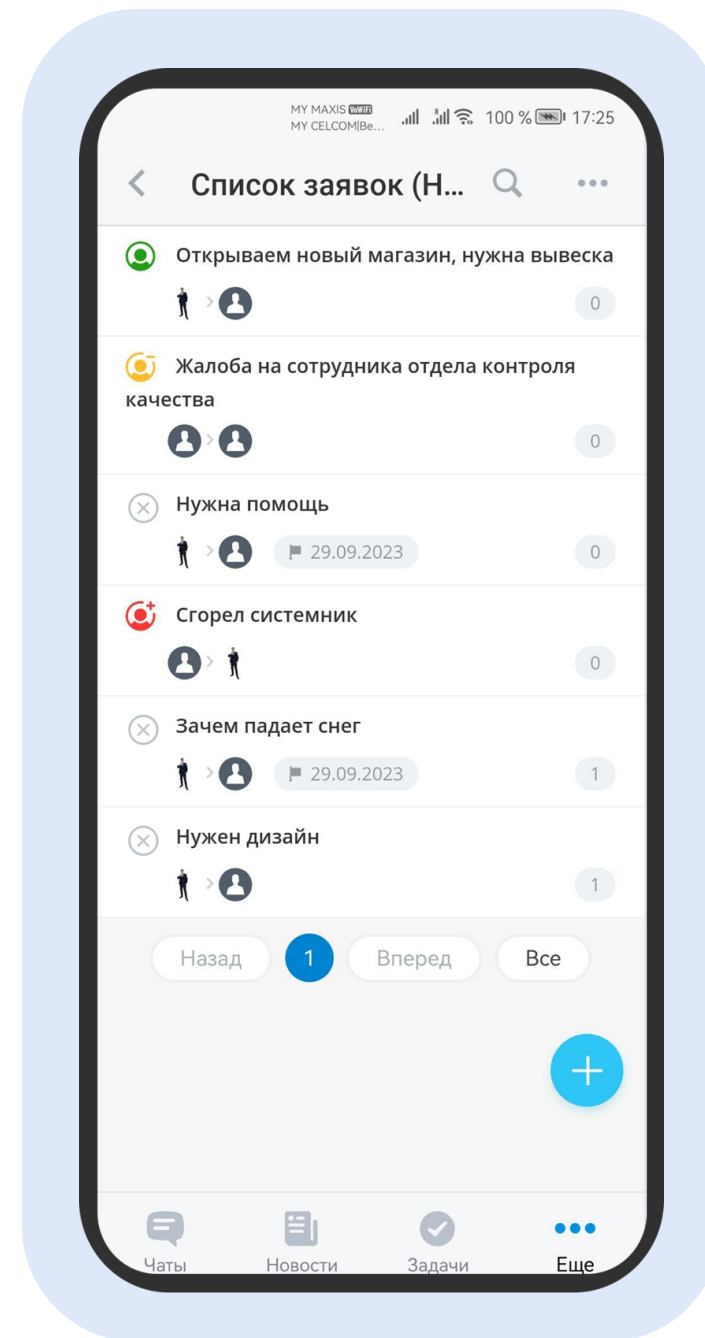 MY MAXIS VoWiFi
MY CELCOM|Be...
100 % 17:25
Список заявок (Н...
Открываем новый магазин, нужна вывеска
0
Жалоба на сотрудника отдела контроля
качества
0
Нужна помощь
29.09.2023
0
Сгорел системник
0
Зачем падает снег
29.09.2023
1
Нужен дизайн
1
Назад 1 Вперед Все
Чаты Новости Задачи Еще